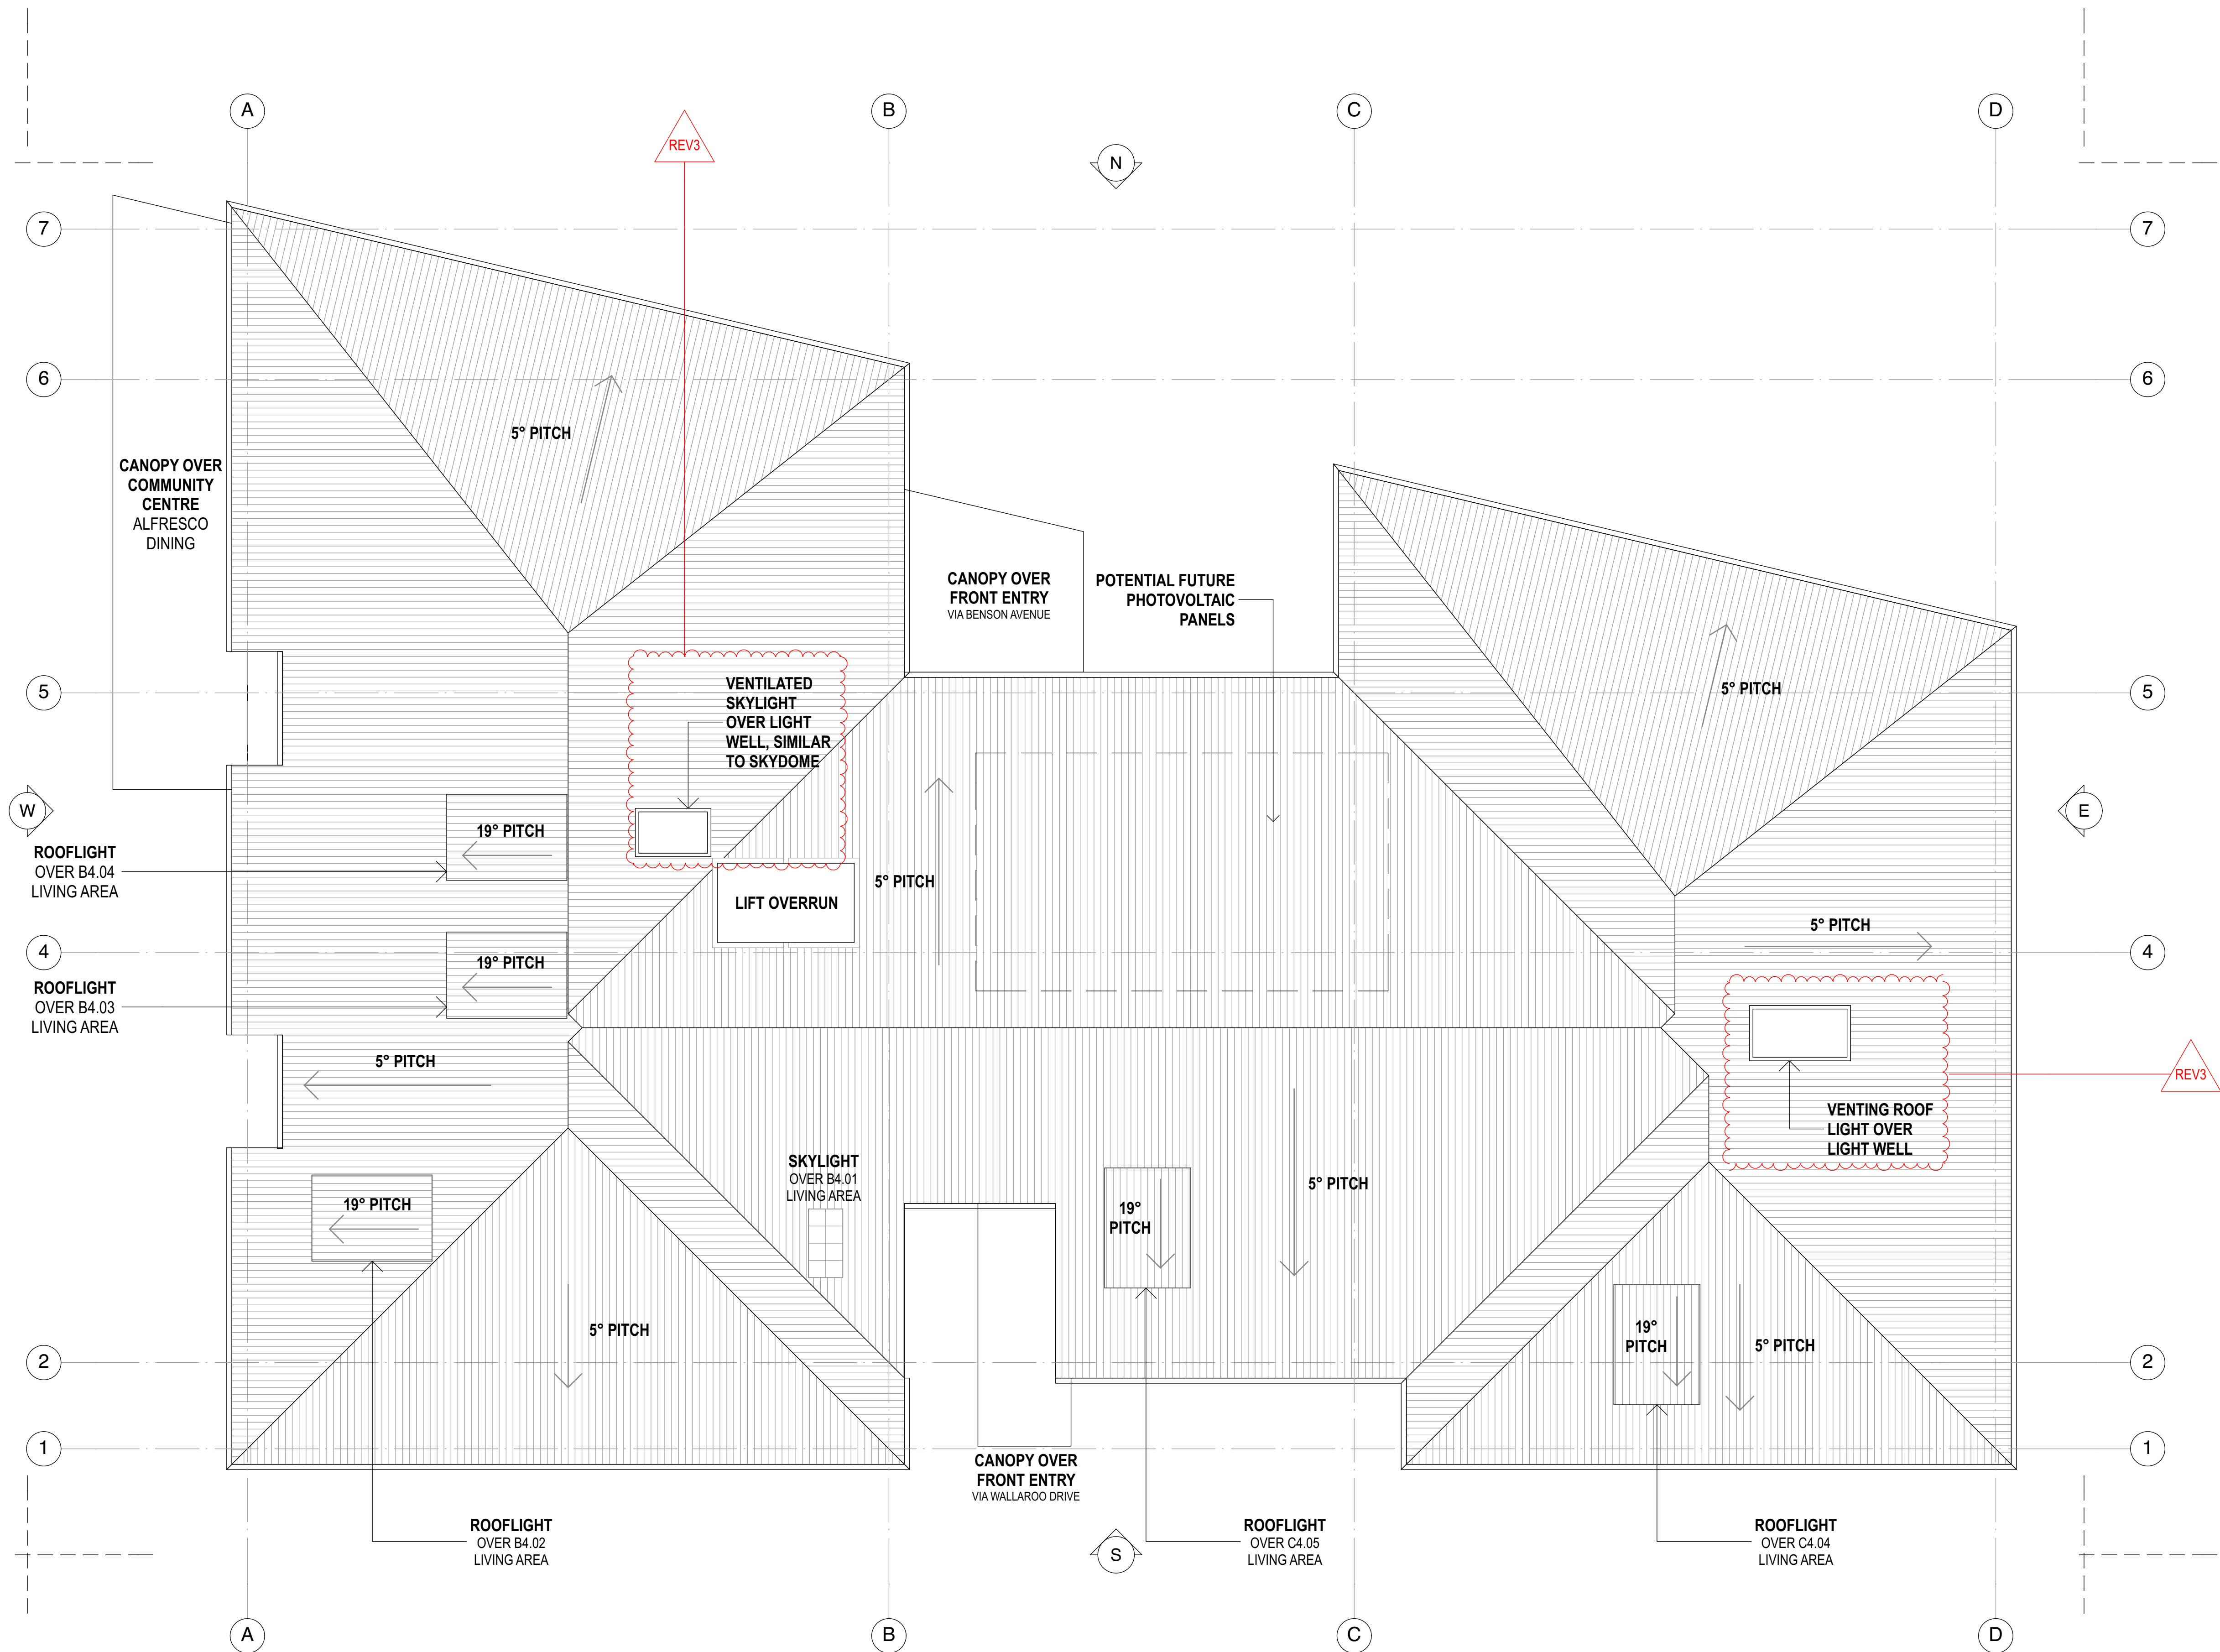 A
B
C
D
REV3
N
7
7
6
6
5° PITCH
CANOPY OVER
COMMUNITY
CENTRE
ALFRESCO
DINING
CANOPY OVER
FRONT ENTRY
VIA BENSON AVENUE
POTENTIAL FUTURE
PHOTOVOLTAIC
PANELS
5
5
VENTILATED
SKYLIGHT
OVER LIGHT
WELL, SIMILAR
TO SKYDOME
5° PITCH
W
E
19° PITCH
ROOFLIGHT
OVER B4.04
LIVING AREA
5° PITCH
LIFT OVERRUN
5° PITCH
4
4
19° PITCH
ROOFLIGHT
OVER B4.03
LIVING AREA
5° PITCH
REV3
VENTING ROOF
LIGHT OVER
LIGHT WELL
SKYLIGHT
OVER B4.01
LIVING AREA
19° PITCH
19°
PITCH
5° PITCH
5° PITCH
19°
PITCH
5° PITCH
2
2
1
1
CANOPY OVER
FRONT ENTRY
VIA WALLAROO DRIVE
ROOFLIGHT
OVER B4.02
LIVING AREA
S
ROOFLIGHT
OVER C4.05
LIVING AREA
ROOFLIGHT
OVER C4.04
LIVING AREA
A
B
C
D